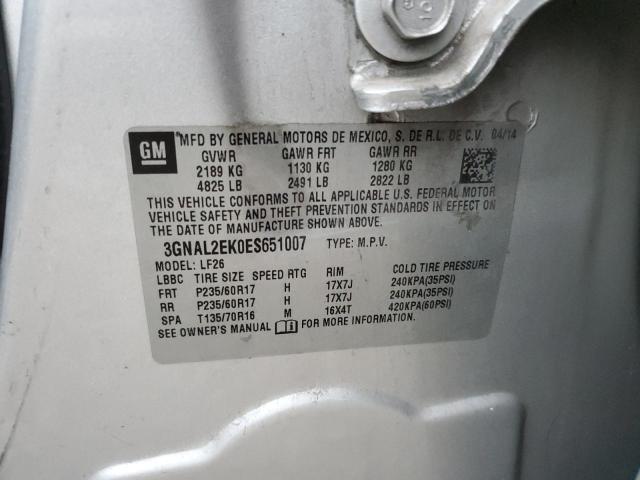 10
GM
MFD BY GENERAL MOTORS DE MEXICO, S. DE R.L. DE C.V. 04/14
GVWR GAWR FRT GAWR RR
2189 KG 1130 KG 1280 KG
4825 LB 2491 LB 2822 LB
THIS VEHICLE CONFORMS TO ALL APPLICABLE U.S. FEDERAL MOTOR
VEHICLE SAFETY AND THEFT PREVENTION STANDARDS IN EFFECT ON
THE DATE OF MANUFACTURE SHOWN ABOVE.
3GNAL2EK0ES651007 TYPE: M.P.V.
MODEL: LF26
LBBC TIRE SIZE SPEED RTG RIM COLD TIRE PRESSURE
FRT P235/60R17 H 17X7J 240KPA(35PSI)
RR P235/60R17 H 17X7J 240KPA(35PSI)
SPA T135/70R16 M 16X4T 420KPA(60PSI)
SEE OWNER'S MANUAL FOR MORE INFORMATION.